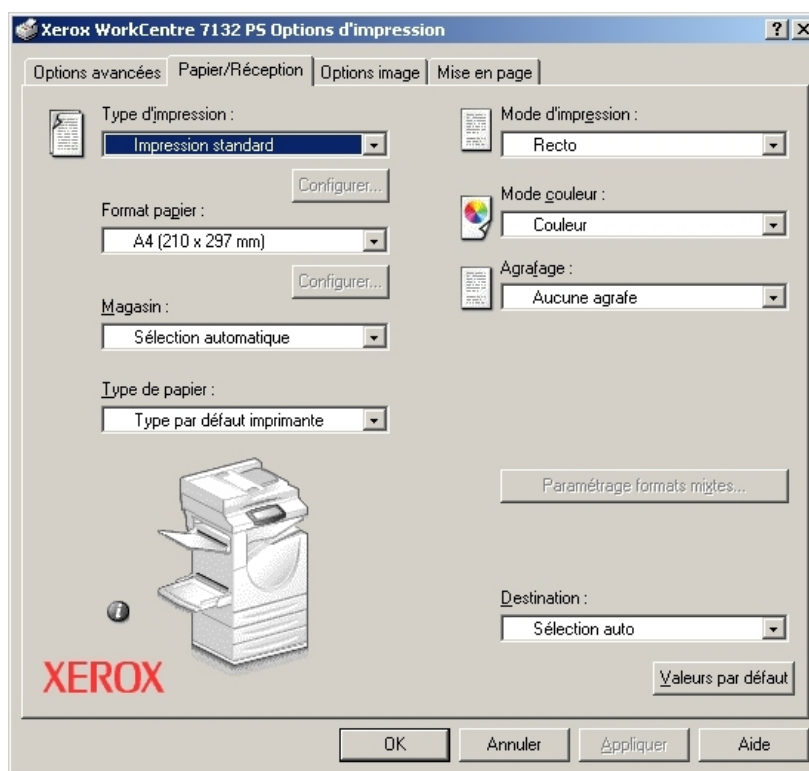 Xerox WorkCentre 7132 PS Options d'impression
Options avancées
Papier/Réception
Options image
Mise en page
Type d'impression :
Impression standard
Configurer...
Format papier :
A4 (210 x 297 mm)
Configurer...
Magasin :
Sélection automatique
Type de papier :
Type par défaut imprimante
Mode d'impression :
Recto
Mode couleur :
Couleur
Agrafage :
Aucune agrafe
Paramétrage formats mixtes...
Destination :
Sélection auto
XEROX
Valeurs par défaut
OK
Annuler
Appliquer
Aide